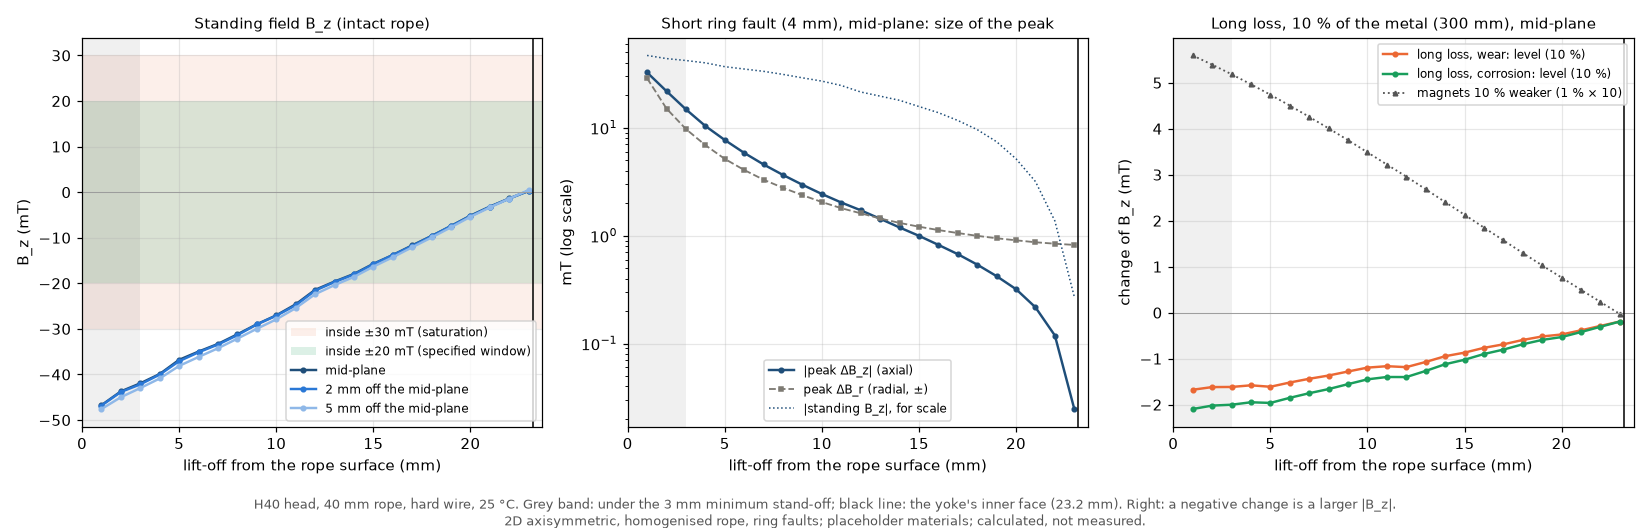 Standing field B_z (intact rope)
B_z (mT)
30
20
10
0
−10
−20
−30
−40
−50
inside ±30 mT (saturation)
inside ±20 mT (specified window)
mid-plane
2 mm off the mid-plane
5 mm off the mid-plane
0
5
10
15
20
lift-off from the rope surface (mm)
Short ring fault (4 mm), mid-plane: size of the peak
mT (log scale)
10¹
10⁰
10⁻¹
|peak ΔB_z| (axial)
peak ΔB_r (radial, ±)
|standing B_z|, for scale
0
5
10
15
20
lift-off from the rope surface (mm)
Long loss, 10 % of the metal (300 mm), mid-plane
change of B_z (mT)
5
4
3
2
1
0
−1
−2
long loss, wear: level (10 %)
long loss, corrosion: level (10 %)
magnets 10 % weaker (1 % × 10)
0
5
10
15
20
lift-off from the rope surface (mm)
H40 head, 40 mm rope, hard wire, 25 °C. Grey band: under the 3 mm minimum stand-off; black line: the yoke's inner face (23.2 mm). Right: a negative change is a larger |B_z|.
2D axisymmetric, homogenised rope, ring faults; placeholder materials; calculated, not measured.